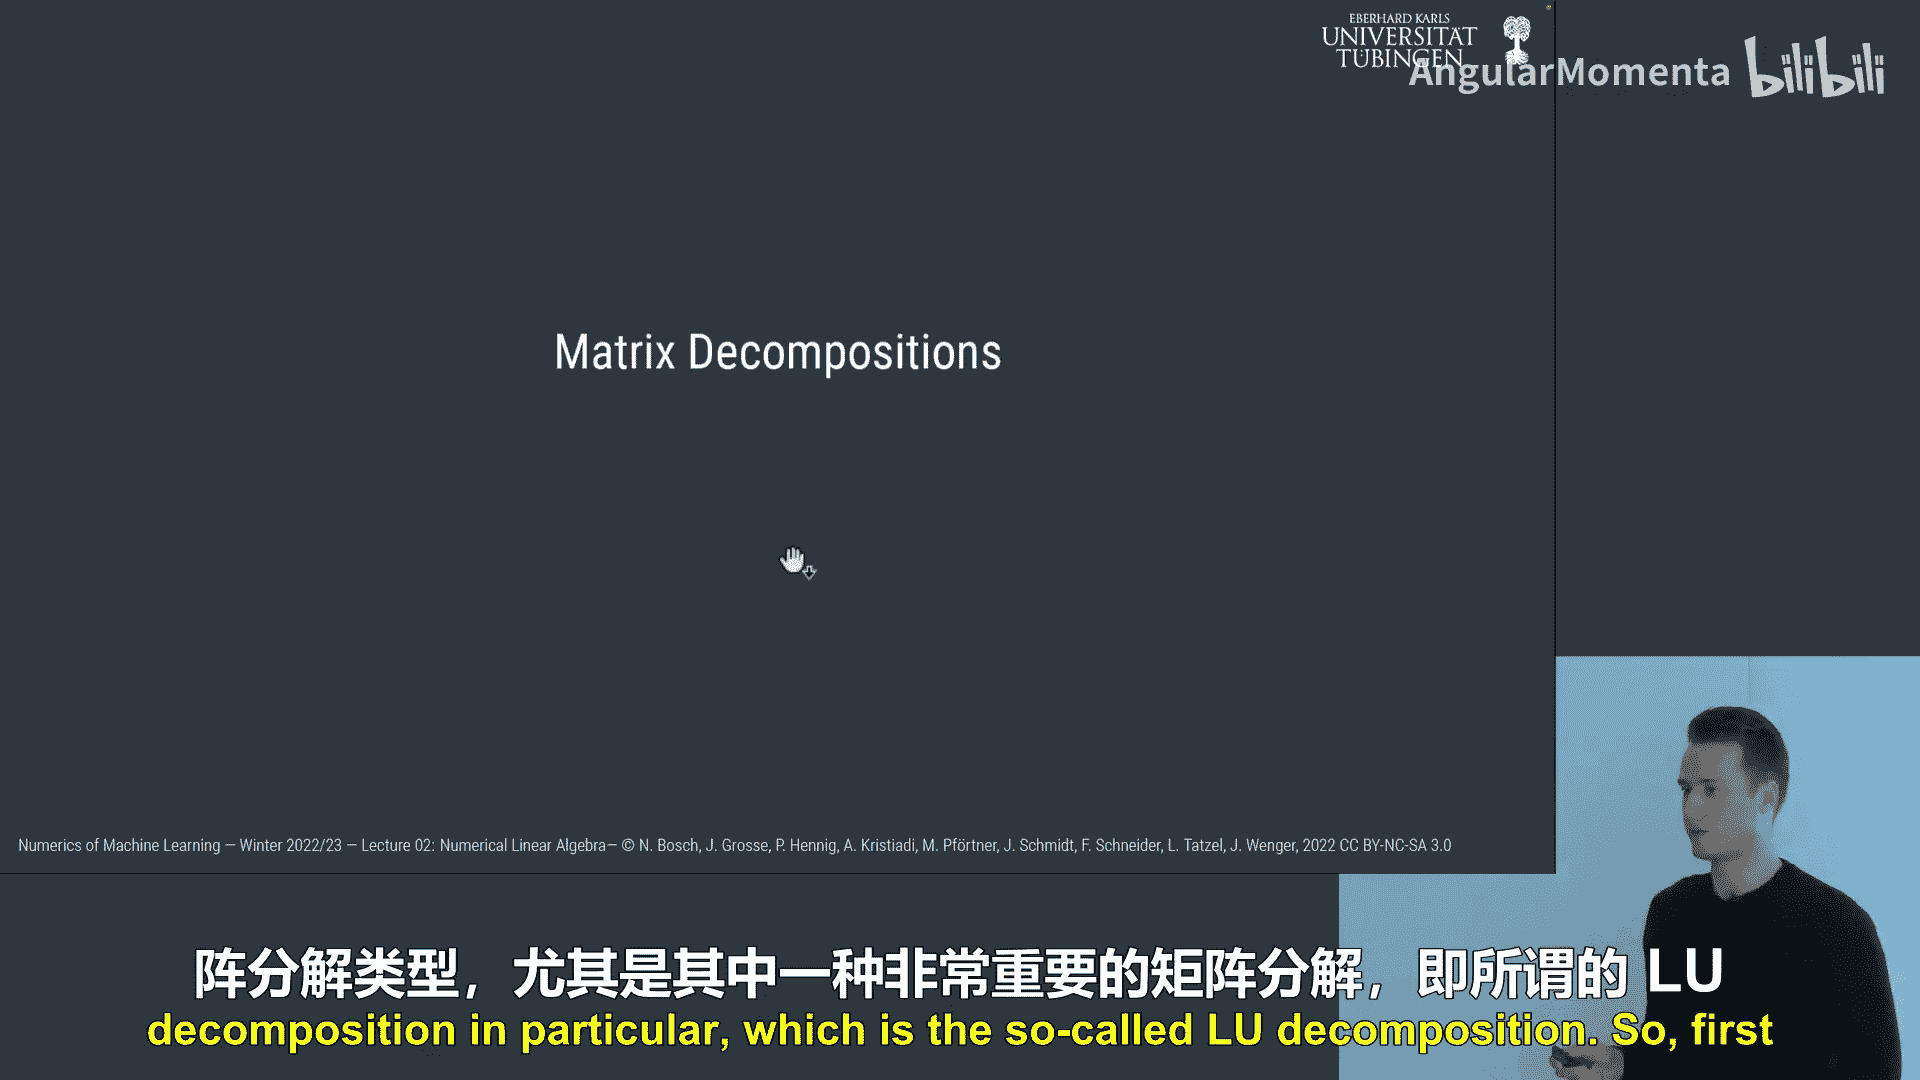 EBERHARD KARLS
UNIVERSITÄT
TÜBINGEN
AngularMomenta bilibili
Matrix Decompositions
Numerics of Machine Learning — Winter 2022/23 — Lecture 02: Numerical Linear Algebra— © N. Bosch, J. Grosse, P. Hennig, A. Kristiadi, M. Pförtner, J. Schmidt, F. Schneider, L. Tatzel, J. Wenger, 2022 CC BY-NC-SA 3.0
阵分解类型，尤其是其中一种非常重要的矩阵分解，即所谓的 LU
decomposition in particular, which is the so-called LU decomposition. So, first